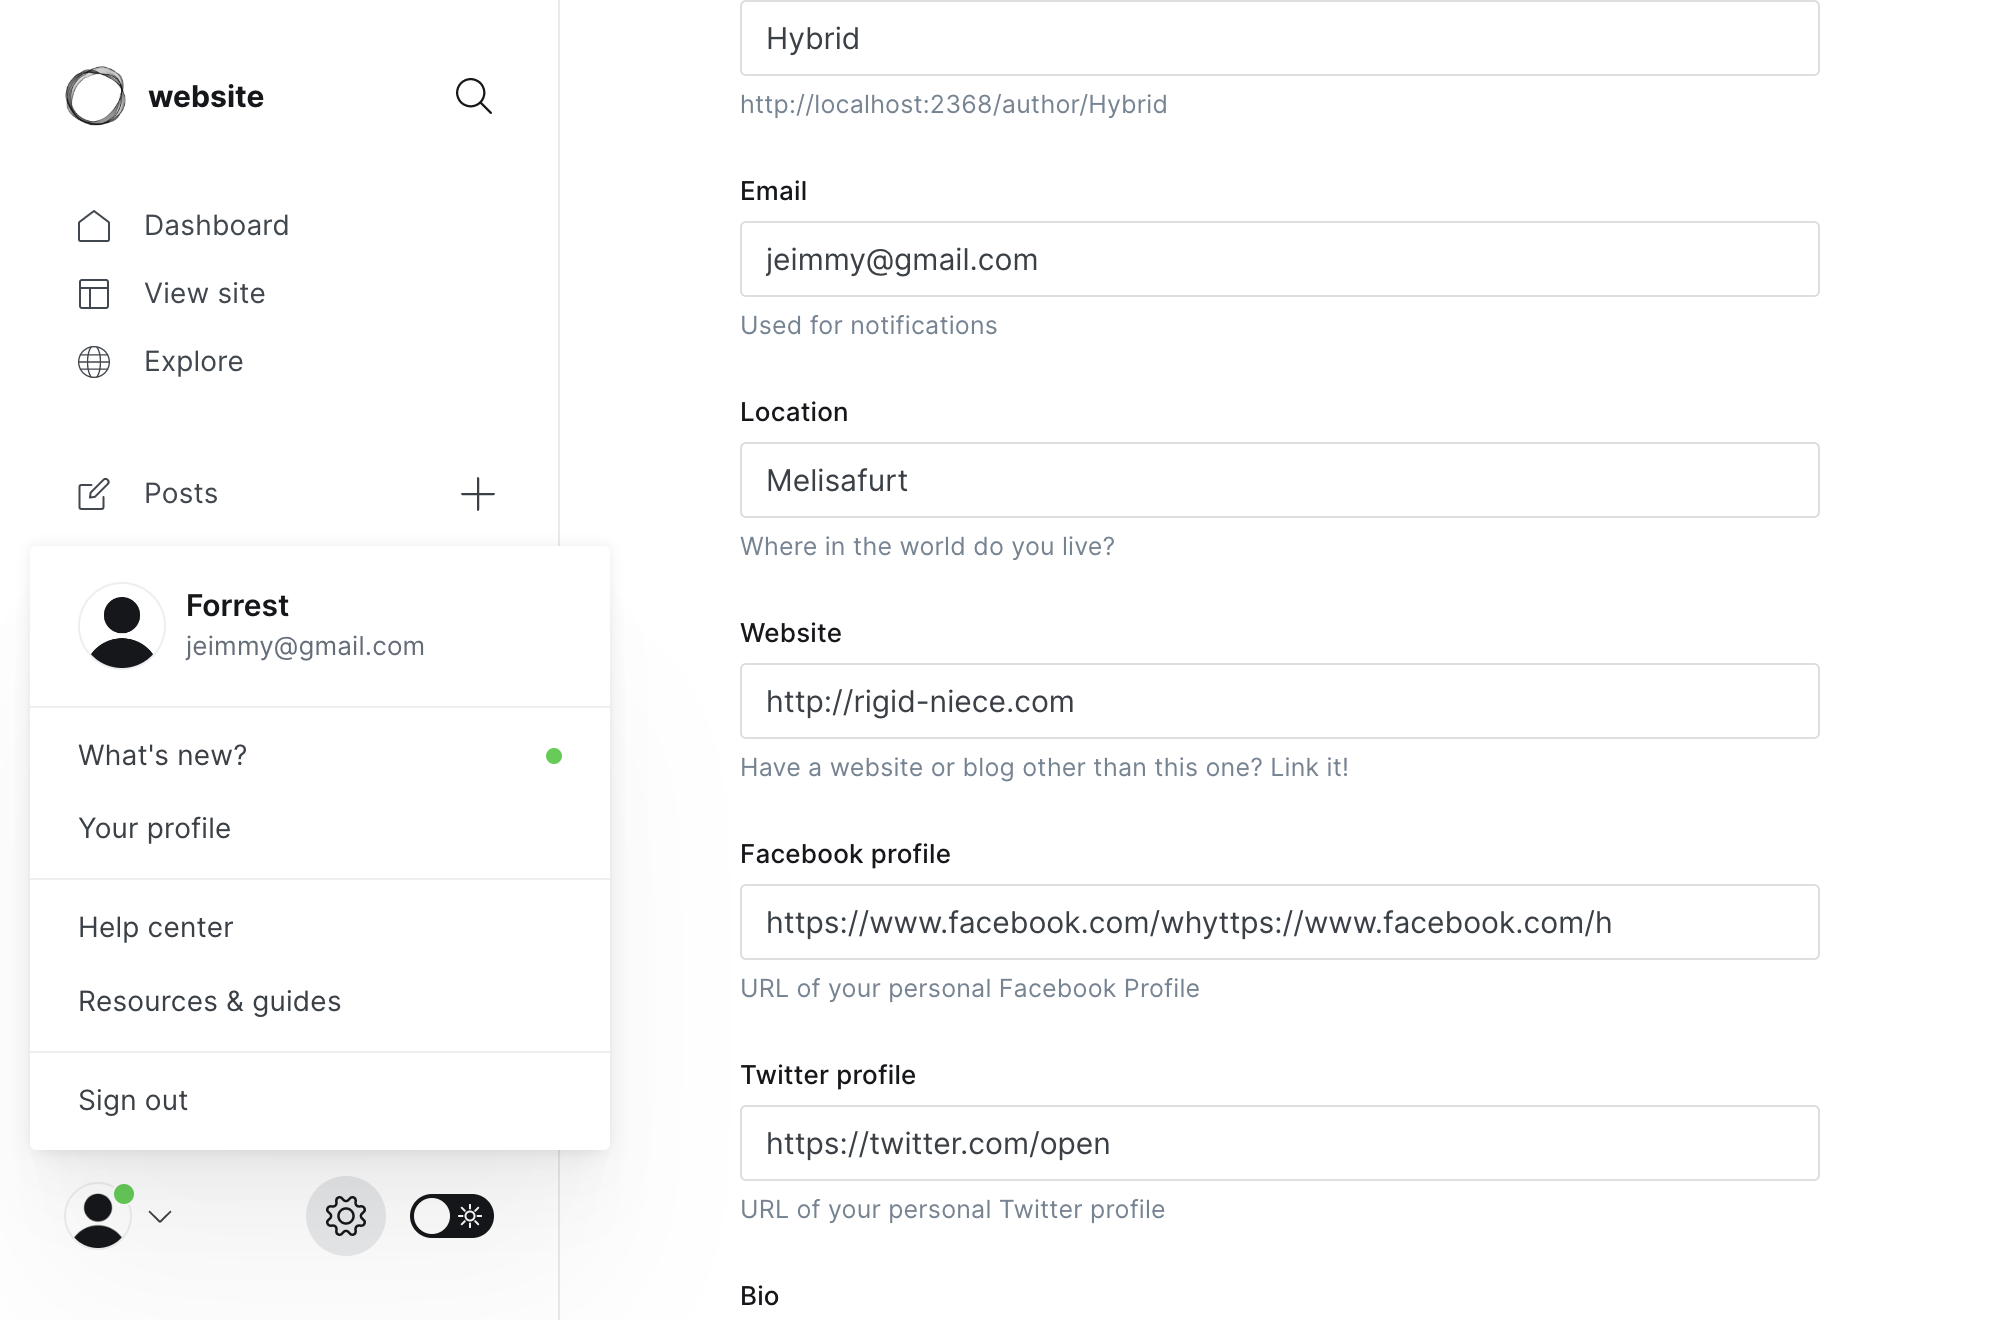 website
Dashboard
View site
Explore
Posts
Forrest
jeimmy@gmail.com
What's new?
Your profile
Help center
Resources & guides
Sign out
Hybrid
http://localhost:2368/author/Hybrid
Email
jeimmy@gmail.com
Used for notifications
Location
Melisafurt
Where in the world do you live?
Website
http://rigid-niece.com
Have a website or blog other than this one? Link it!
Facebook profile
https://www.facebook.com/whyttps://www.facebook.com/h
URL of your personal Facebook Profile
Twitter profile
https://twitter.com/open
URL of your personal Twitter profile
Bio